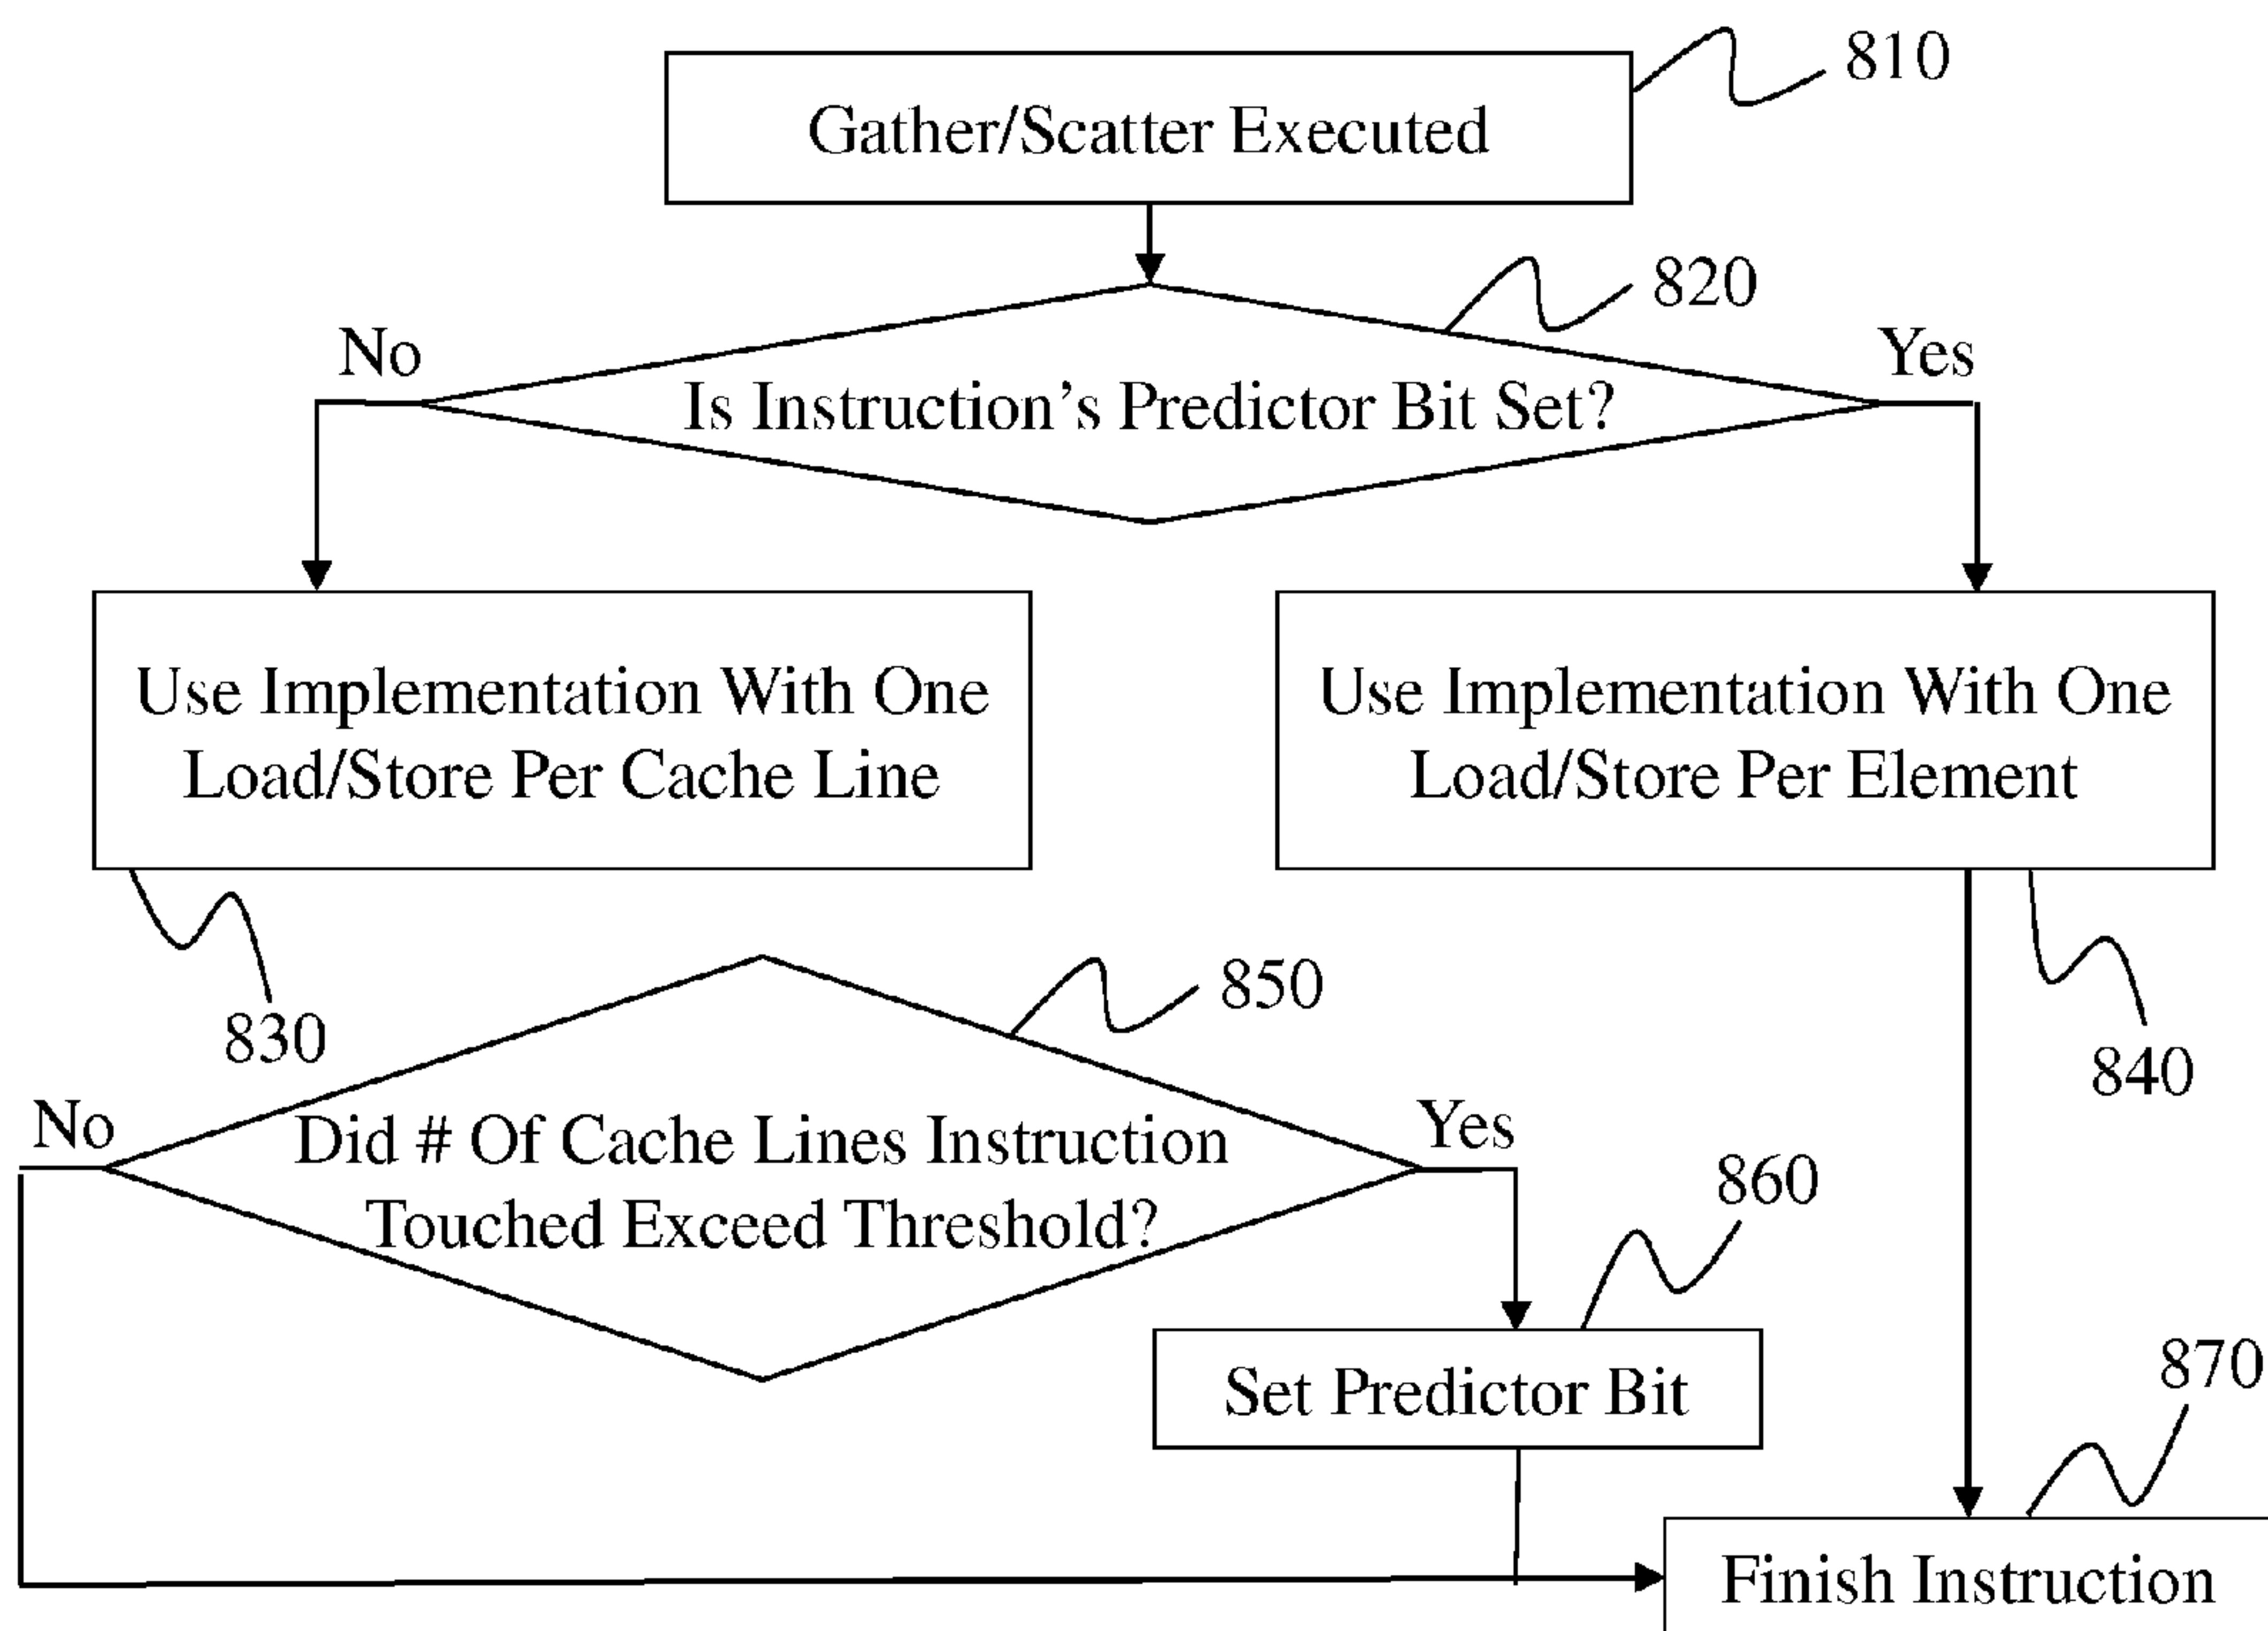 810
Gather/Scatter Executed
820
No
Yes
Is Instruction's Predictor Bit Set?
Use Implementation With One
Load/Store Per Cache Line
Use Implementation With One
Load/Store Per Element
830
850
840
No
Yes
Did # Of Cache Lines Instruction
Touched Exceed Threshold?
860
Set Predictor Bit
870
Finish Instruction